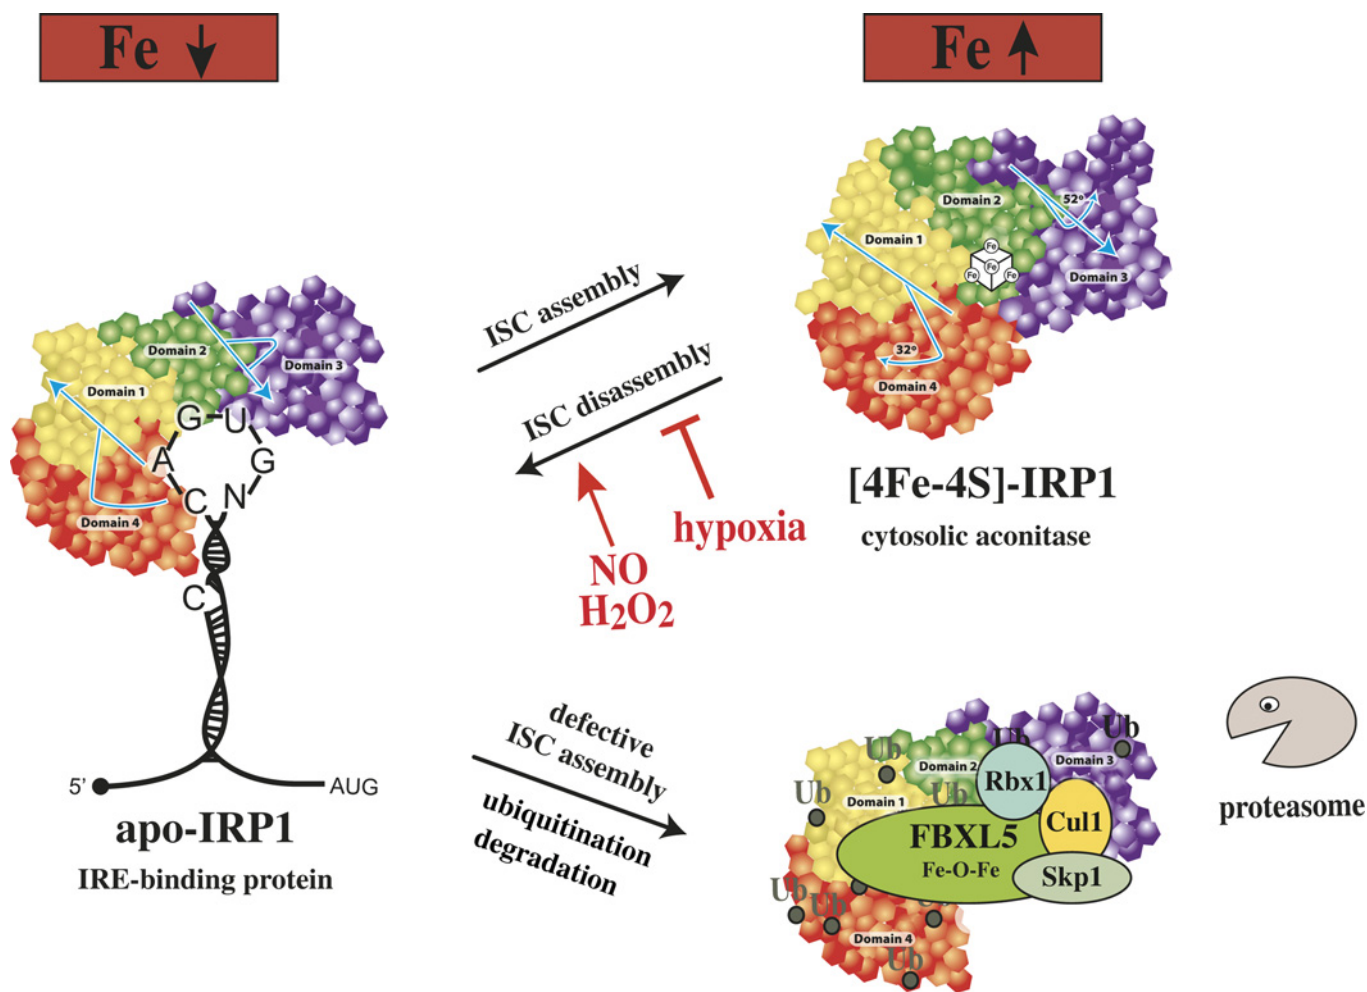 Fe ↓
Fe ↑
Domain 2
52º
Domain 1
Fe
Fe
Fe
Domain 3
32º
Domain 4
[4Fe-4S]-IRP1
cytosolic aconitase
ISC assembly
ISC disassembly
hypoxia
NO
H2O2
Domain 2
Domain 3
Domain 1
G
U
A
G
C
N
Domain 4
C
5’
AUG
apo-IRP1
IRE-binding protein
defective
ISC assembly
ubiquitination
degradation
Ub
Ub
Ub
Domain 2
Domain 3
Rbx1
Ub
Domain 1
Ub
Cul1
FBXL5
Fe-O-Fe
Skp1
Ub
Ub
Ub
Domain 4
Ub
proteasome